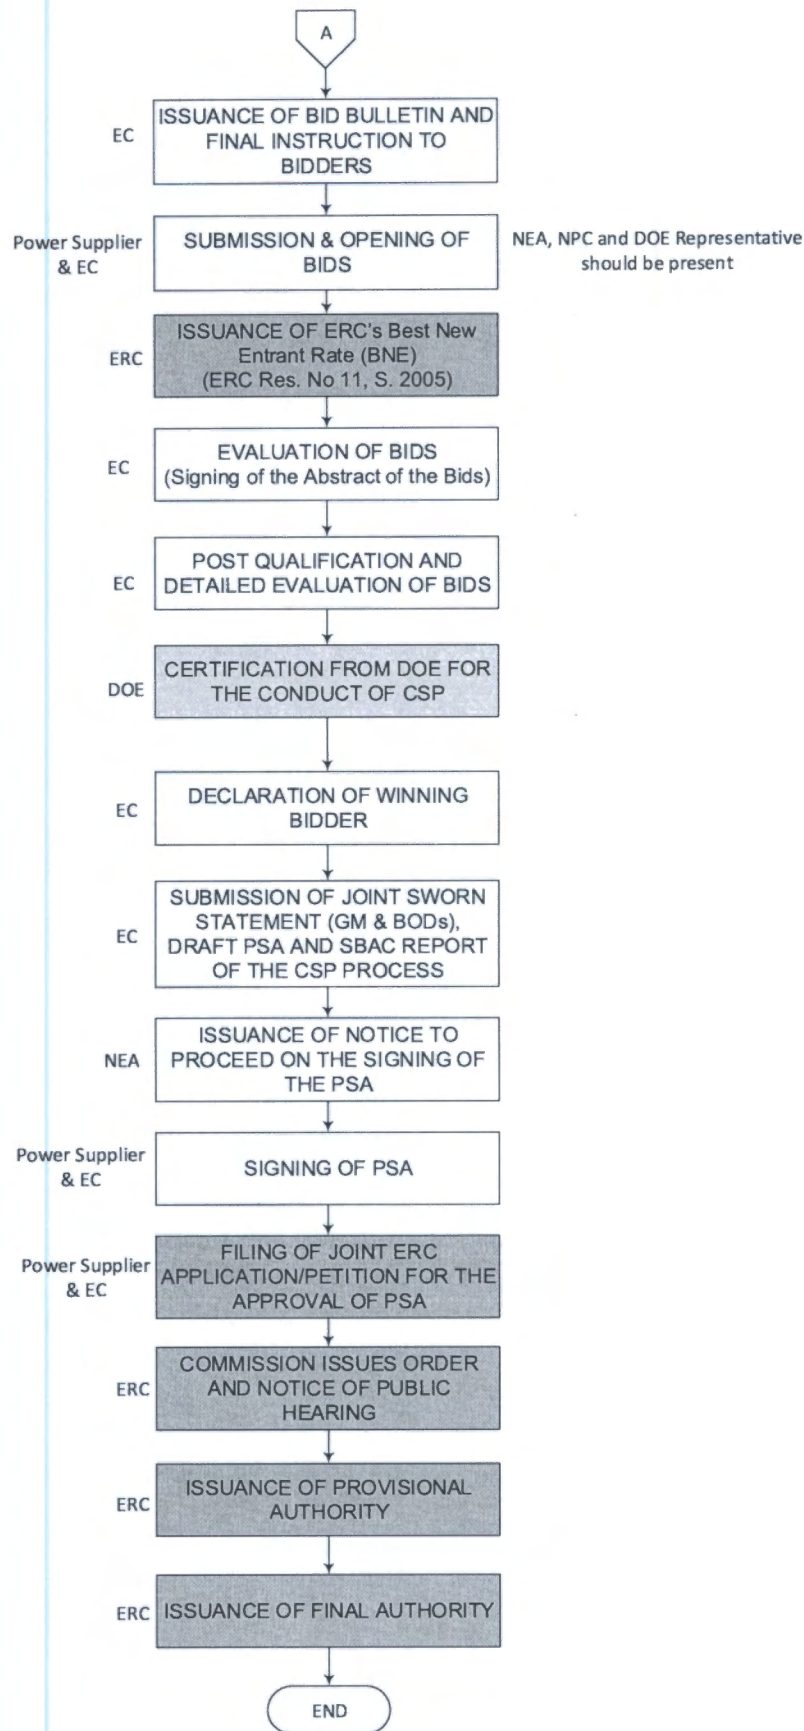 A
EC
ISSUANCE OF BID BULLETIN AND
FINAL INSTRUCTION TO
BIDDERS
Power Supplier
& EC
SUBMISSION & OPENING OF
BIDS
NEA, NPC and DOE Representative
should be present
ERC
ISSUANCE OF ERC's Best New
Entrant Rate (BNE)
(ERC Res. No 11, S. 2005)
EC
EVALUATION OF BIDS
(Signing of the Abstract of the Bids)
EC
POST QUALIFICATION AND
DETAILED EVALUATION OF BIDS
DOE
CERTIFICATION FROM DOE FOR
THE CONDUCT OF CSP
EC
DECLARATION OF WINNING
BIDDER
EC
SUBMISSION OF JOINT SWORN
STATEMENT (GM & BODs),
DRAFT PSA AND SBAC REPORT
OF THE CSP PROCESS
NEA
ISSUANCE OF NOTICE TO
PROCEED ON THE SIGNING OF
THE PSA
Power Supplier
& EC
SIGNING OF PSA
Power Supplier
& EC
FILING OF JOINT ERC
APPLICATION/PETITION FOR THE
APPROVAL OF PSA
ERC
COMMISSION ISSUES ORDER
AND NOTICE OF PUBLIC
HEARING
ERC
ISSUANCE OF PROVISIONAL
AUTHORITY
ERC
ISSUANCE OF FINAL AUTHORITY
END